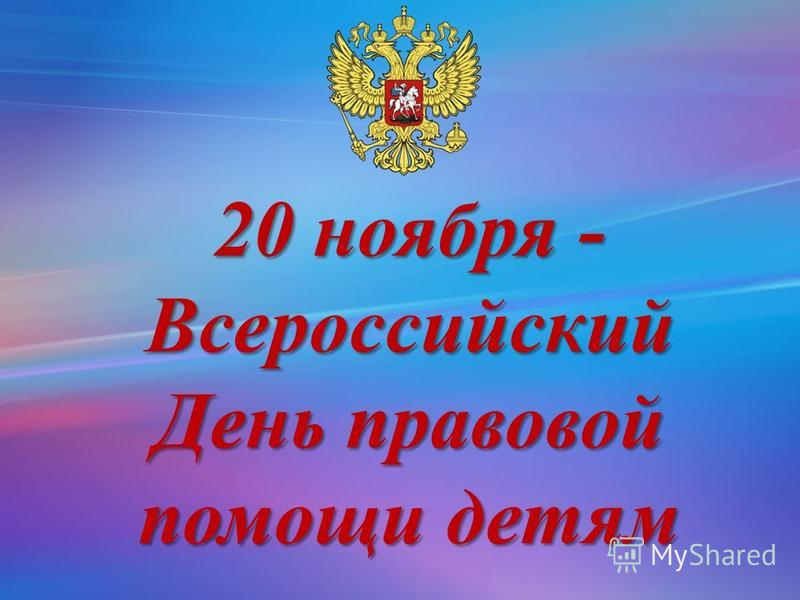 20 ноября -
Всероссийский
День правовой
помощи детям
MyShared